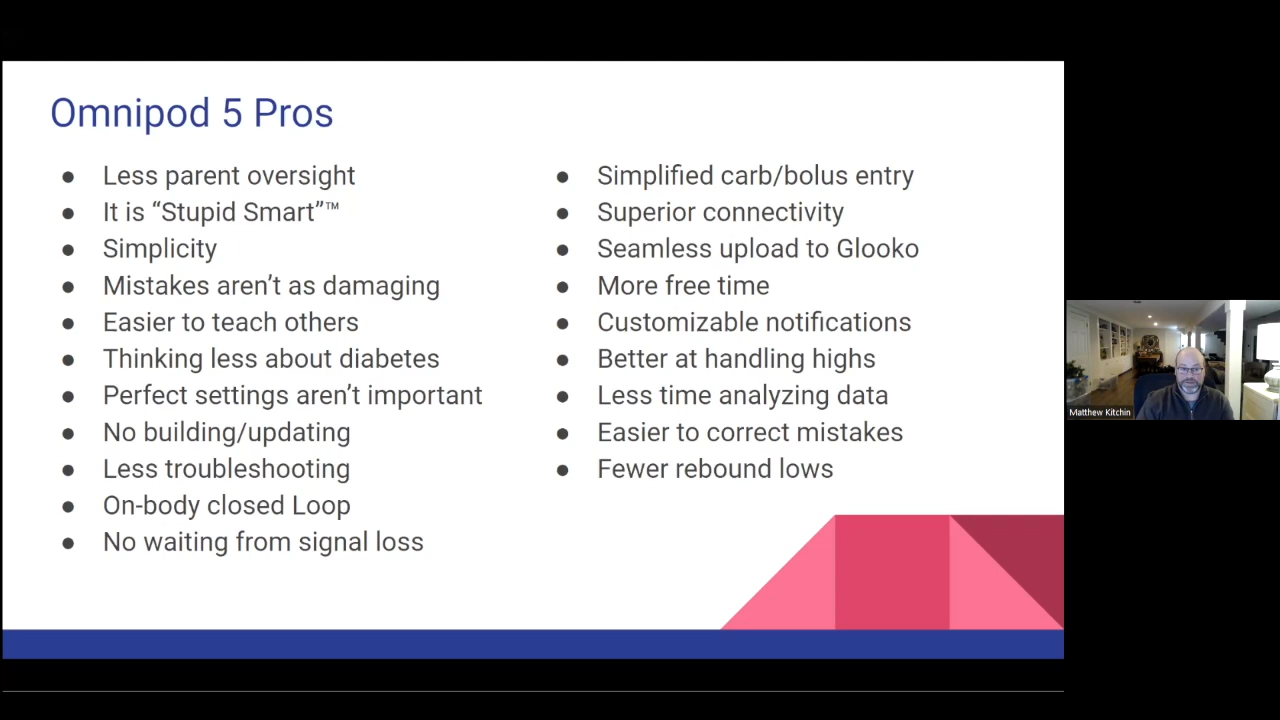 Omnipod 5 Pros
● Less parent oversight
● It is “Stupid Smart”™
● Simplicity
● Mistakes aren’t as damaging
● Easier to teach others
● Thinking less about diabetes
● Perfect settings aren’t important
● No building/updating
● Less troubleshooting
● On-body closed Loop
● No waiting from signal loss
● Simplified carb/bolus entry
● Superior connectivity
● Seamless upload to Glooko
● More free time
● Customizable notifications
● Better at handling highs
● Less time analyzing data
● Easier to correct mistakes
● Fewer rebound lows
Matthew Kitchin